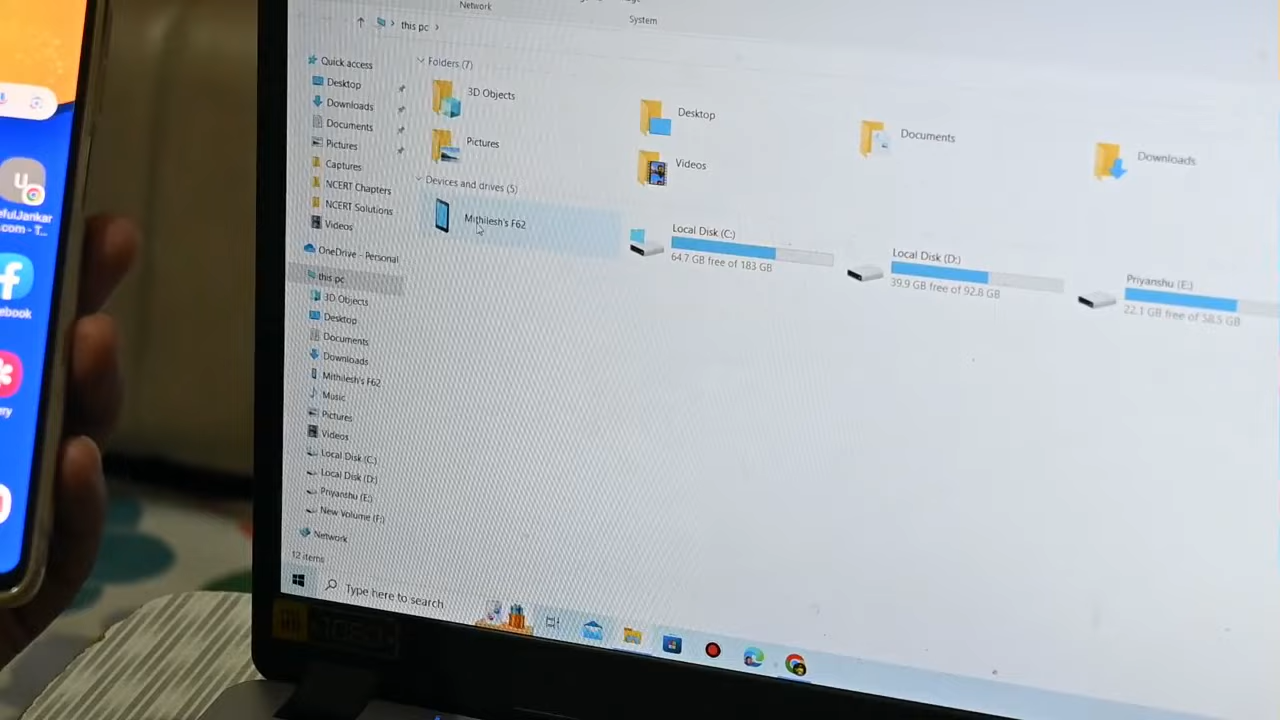 Network
System
this pc
Quick access
Desktop
Downloads
Documents
Pictures
Captures
NCERT Chapters
NCERT Solutions
Videos
OneDrive - Personal
this pc
3D Objects
Desktop
Documents
Downloads
Mithilesh's F62
Music
Pictures
Videos
Local Disk (C:)
Local Disk (D:)
Priyanshu (E:)
New Volume (F:)
Network
12 items
Folders (7)
3D Objects
Desktop
Documents
Downloads
Pictures
Videos
Devices and drives (5)
Mithilesh's F62
Local Disk (C:)
64.7 GB free of 183 GB
Local Disk (D:)
39.9 GB free of 92.8 GB
Priyanshu (E:)
22.1 GB free of 58.5 GB
Type here to search
efulJankar
.com - T...
ebook
ery